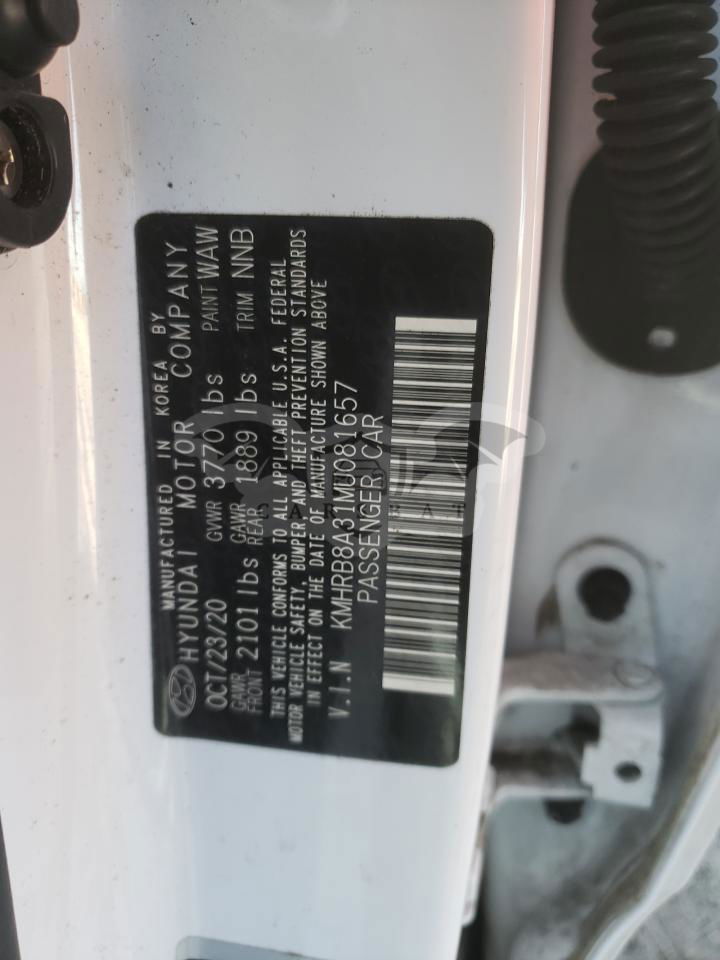 MANUFACTURED IN KOREA BY
HYUNDAI MOTOR COMPANY
OCT/23/20 GVWR 3770 lbs PAINT WAW
GAWR FRONT 2101 lbs GAWR REAR 1889 lbs TRIM NNB
THIS VEHICLE CONFORMS TO ALL APPLICABLE U.S.A. FEDERAL
MOTOR VEHICLE SAFETY, BUMPER AND THEFT PREVENTION STANDARDS
IN EFFECT ON THE DATE OF MANUFACTURE SHOWN ABOVE
V.I.N KMHRB8A31MU081657
PASSENGER CAR